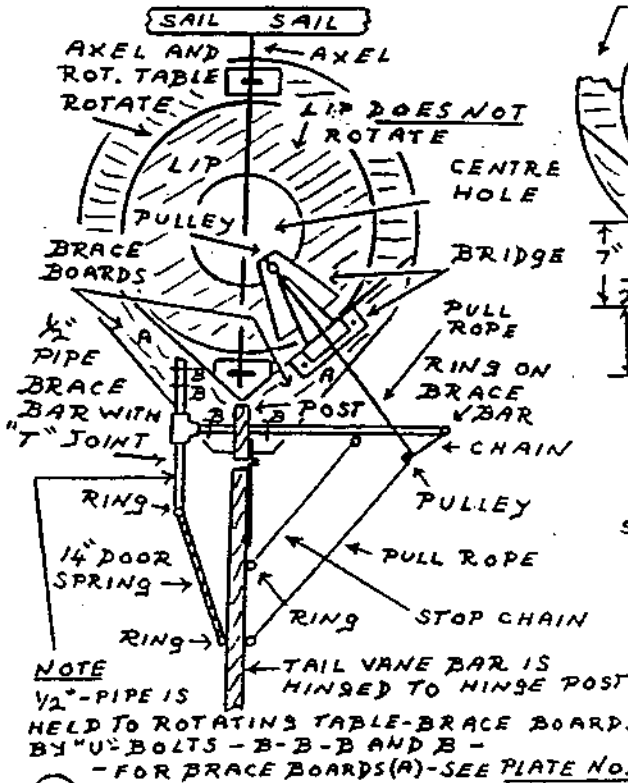 SAIL SAIL
AXEL AND
ROT. TABLE
ROTATE
AXEL
LIP DOES NOT
ROTATE
LIP
CENTRE
HOLE
PULLEY
BRACE
BOARDS
BRIDGE
7"
A
A
1/2"
PIPE
BRACE
BAR WITH
"T" JOINT
PULL
ROPE
RING ON
BRACE
BAR
B
B
B
B
POST
CHAIN
RING
PULLEY
14" DOOR
SPRING
PULL ROPE
RING
STOP CHAIN
RING
NOTE
TAIL VANE BAR IS
HINGED TO HINGE POST
1/2"-PIPE IS
HELD TO ROTATING TABLE-BRACE BOARD
BY "U" BOLTS - B-B-B AND B -
- FOR BRACE BOARDS(A)-SEE PLATE NO